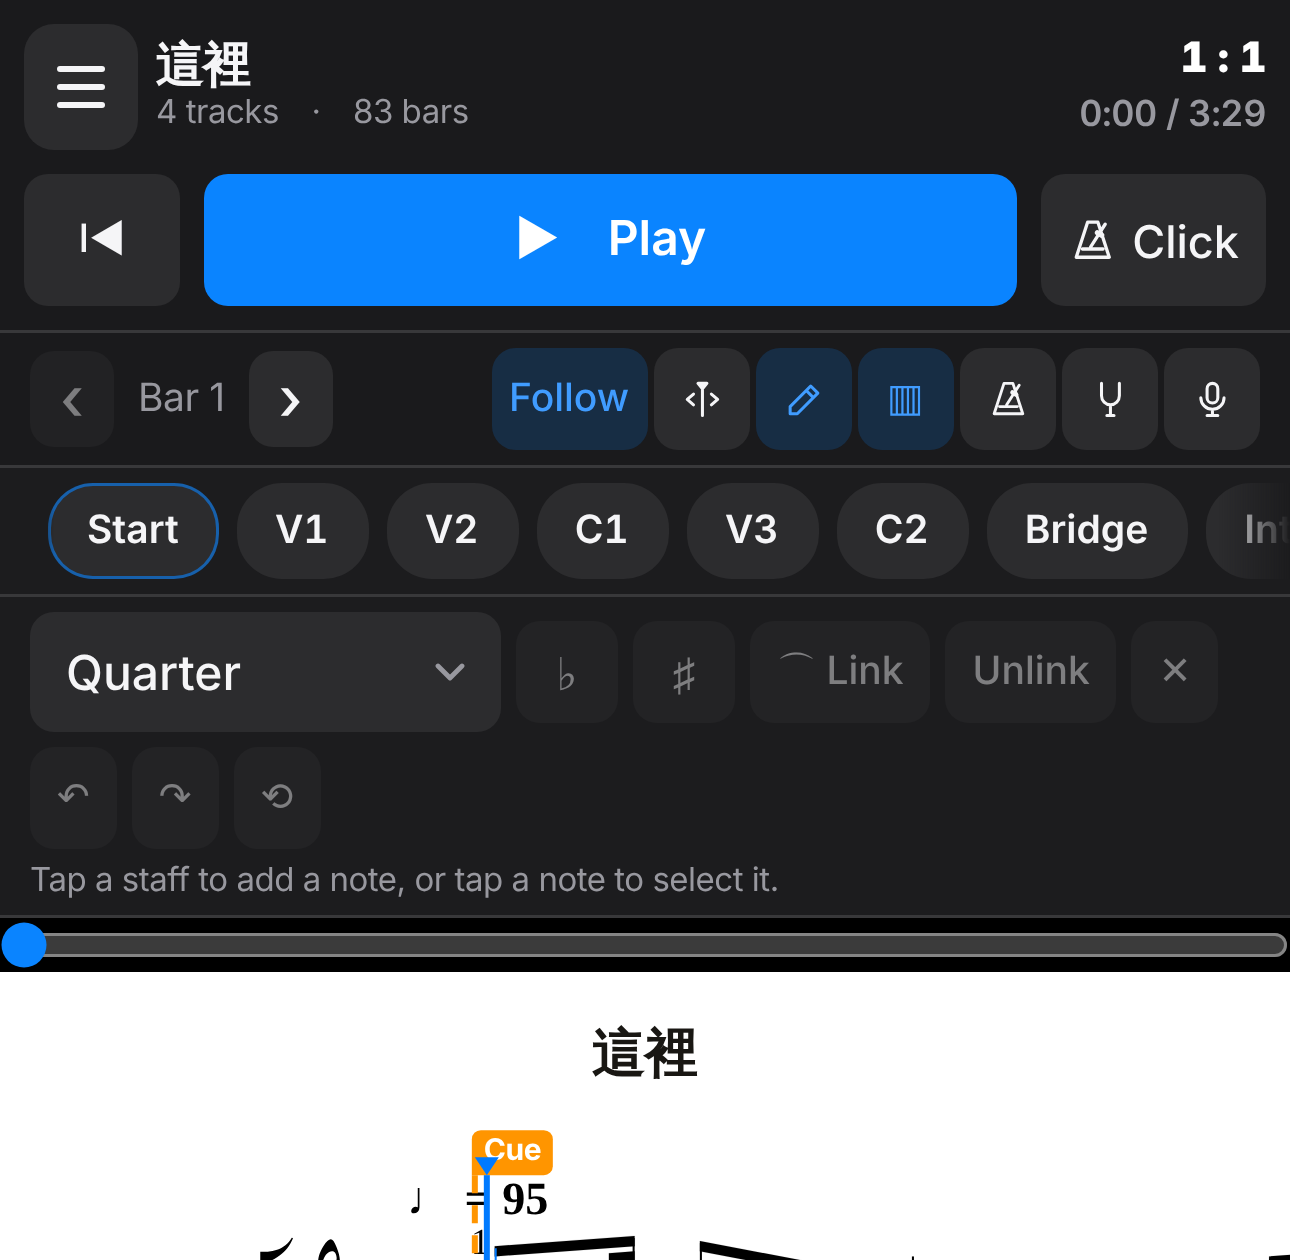 這裡
1 : 1
4 tracks · 83 bars
0:00 / 3:29
Play
Click
Bar 1
Follow
Start V1 V2 C1 V3 C2 Bridge
Quarter
♭ ♯ Link Unlink ✕
Tap a staff to add a note, or tap a note to select it.
這裡
Cue
♩ = 95
1